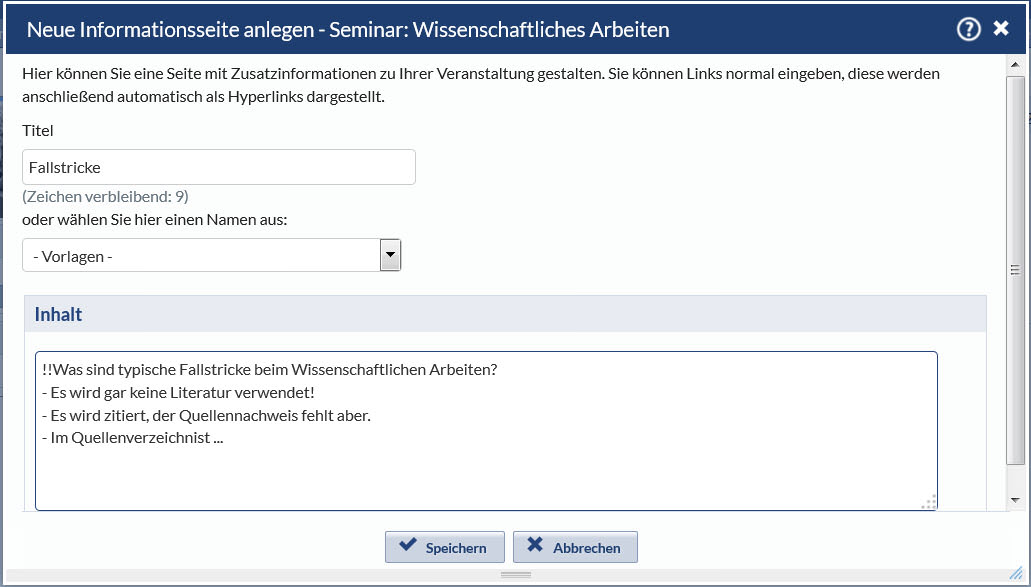 Neue Informationsseite anlegen - Seminar: Wissenschaftliches Arbeiten
Hier können Sie eine Seite mit Zusatzinformationen zu Ihrer Veranstaltung gestalten. Sie können Links normal eingeben, diese werden
anschließend automatisch als Hyperlinks dargestellt.
Titel
Fallstricke
(Zeichen verbleibend: 9)
oder wählen Sie hier einen Namen aus:
- Vorlagen -
Inhalt
!!Was sind typische Fallstricke beim Wissenschaftlichen Arbeiten?
- Es wird gar keine Literatur verwendet!
- Es wird zitiert, der Quellennachweis fehlt aber.
- Im Quellenverzeichnist ...
Speichern
Abbrechen